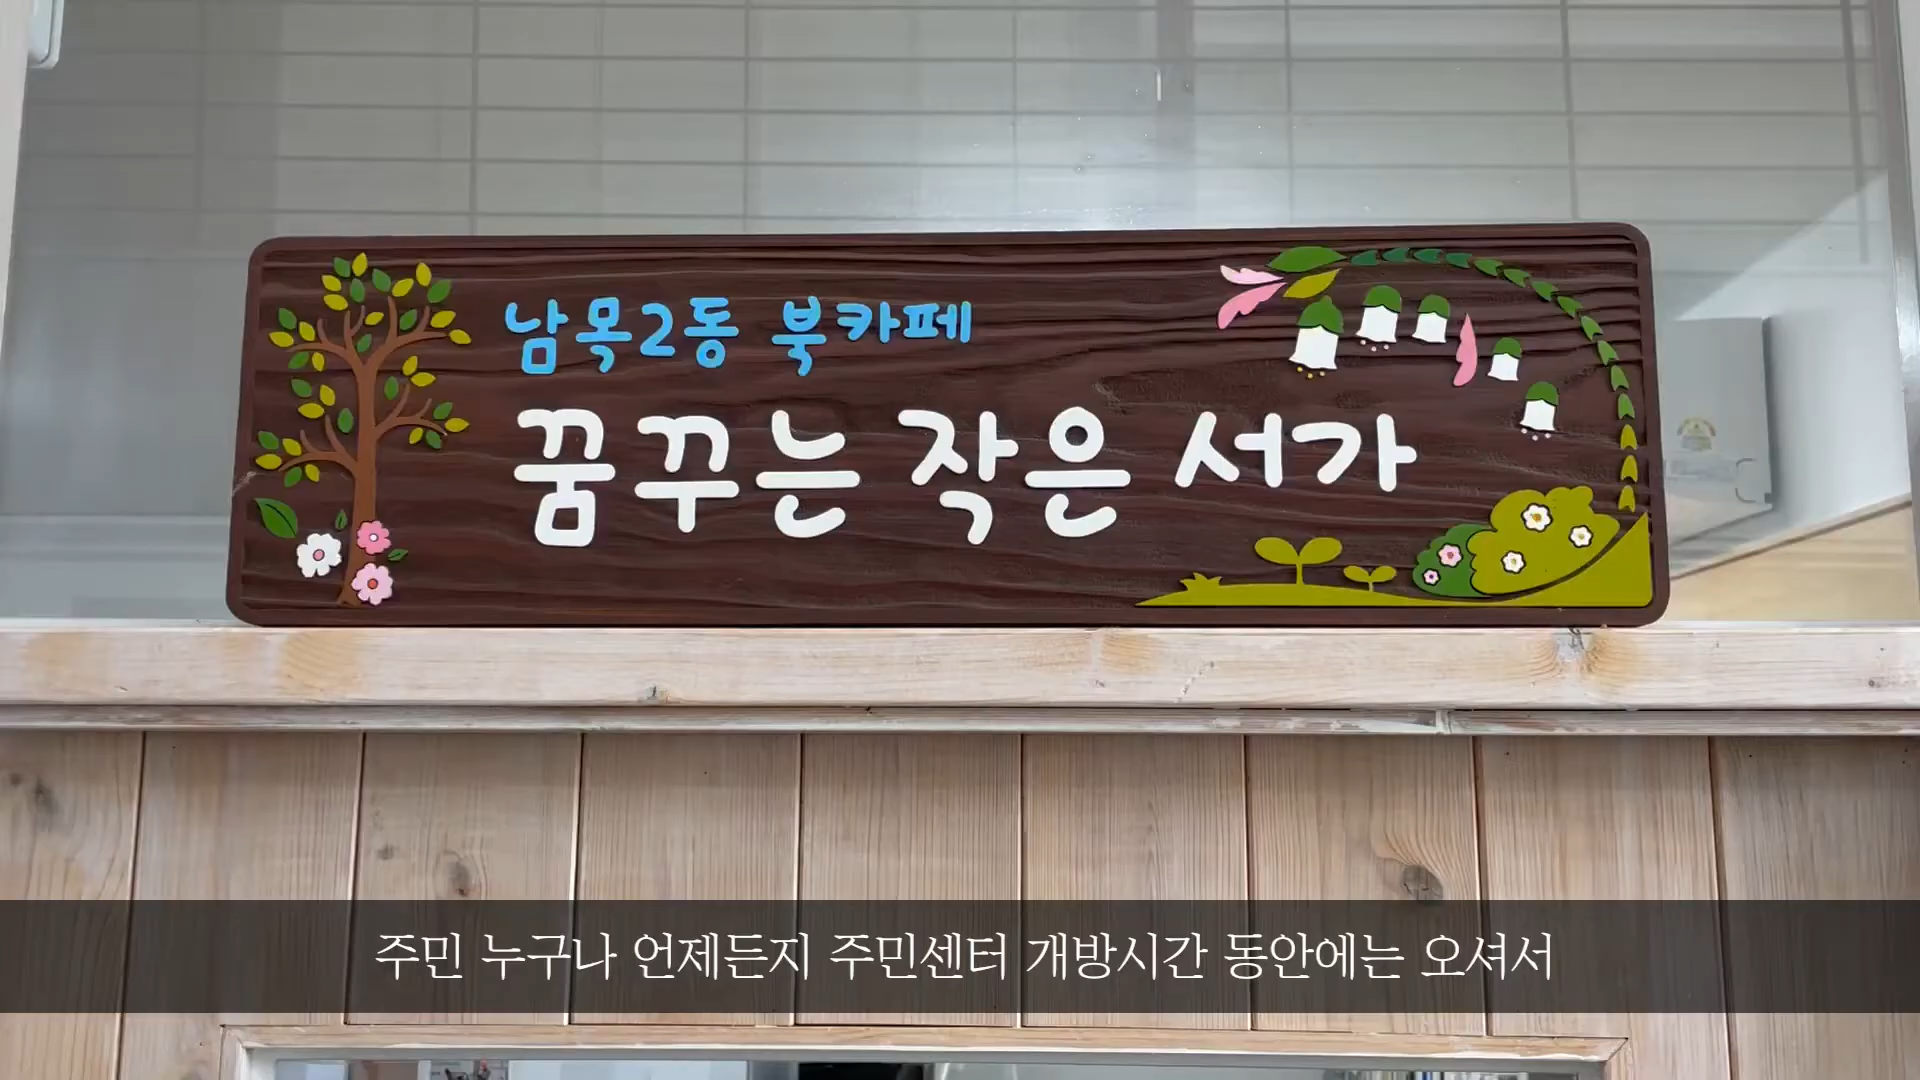 남목2동 북카페
꿈꾸는 작은 서가
주민 누구나 언제든지 주민센터 개방시간 동안에는 오셔서